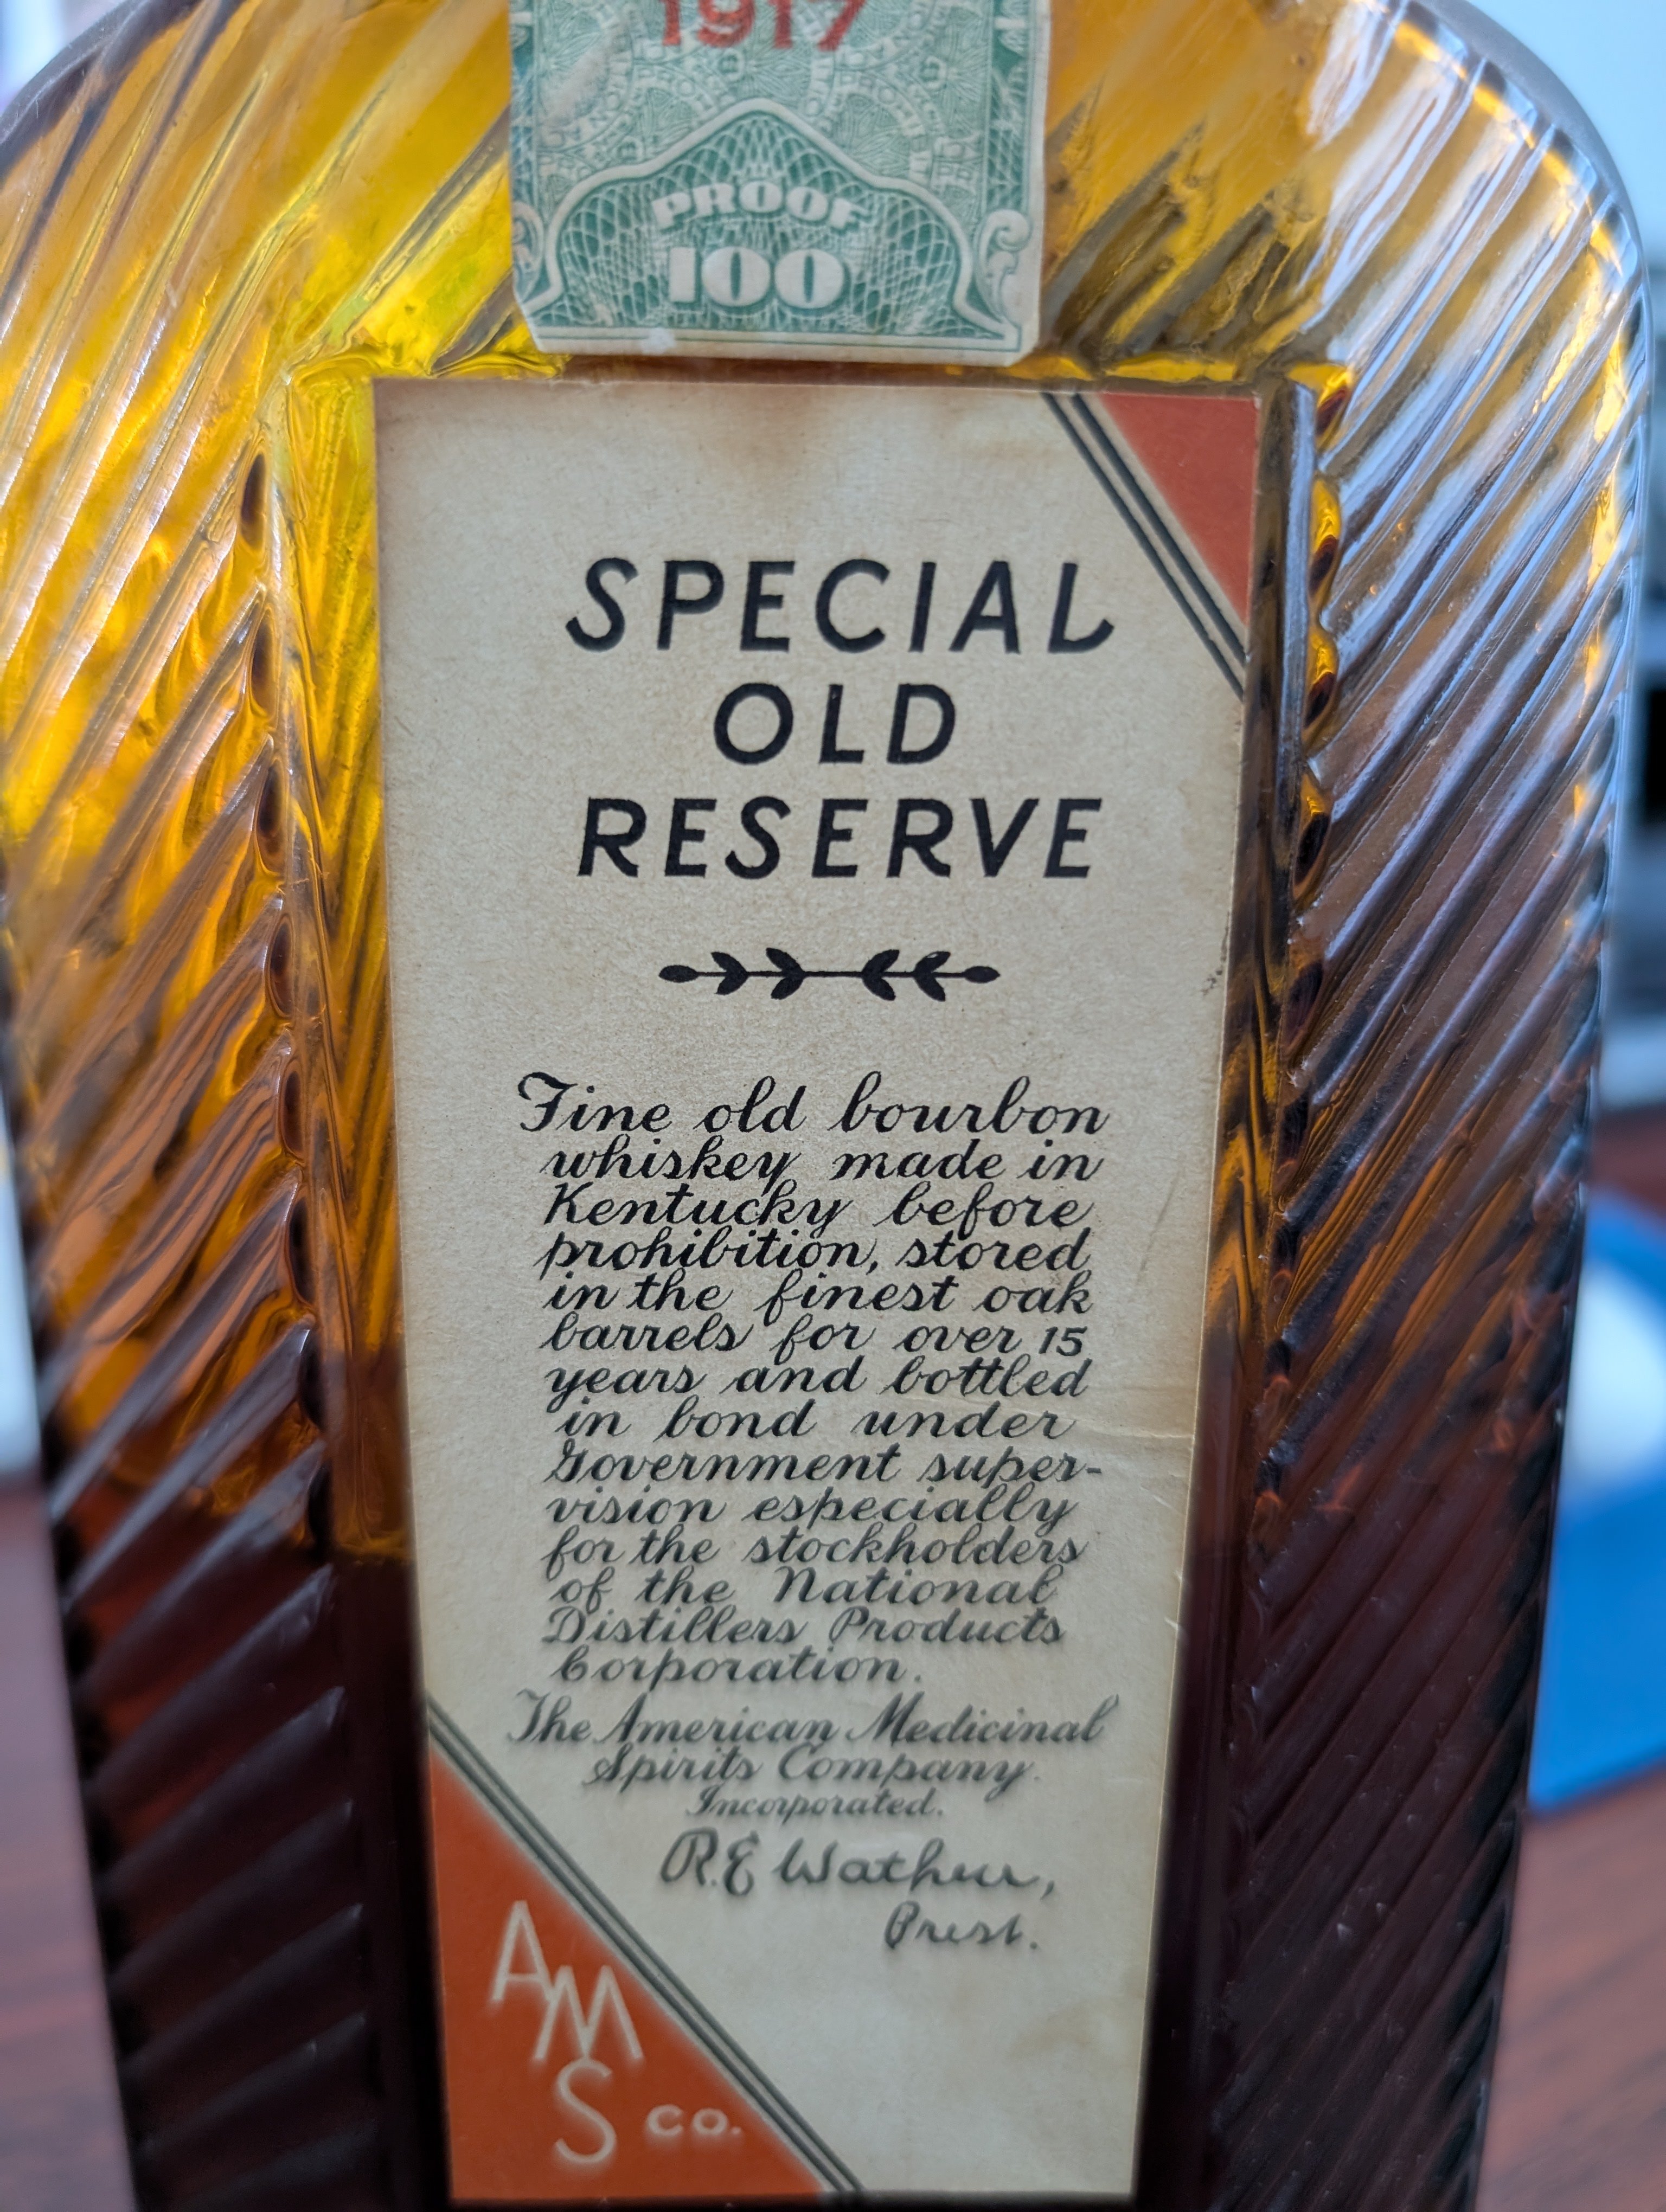 1917
PROOF
100
SPECIAL
OLD
RESERVE
Fine old bourbon
whiskey made in
Kentucky before
prohibition, stored
in the finest oak
barrels for over 15
years and bottled
in bond under
Government super-
vision especially
for the stockholders
of the National
Distillers Products
Corporation.
The American Medicinal
Spirits Company.
Incorporated.
R.E Wathen,
Prest.
AMS CO.